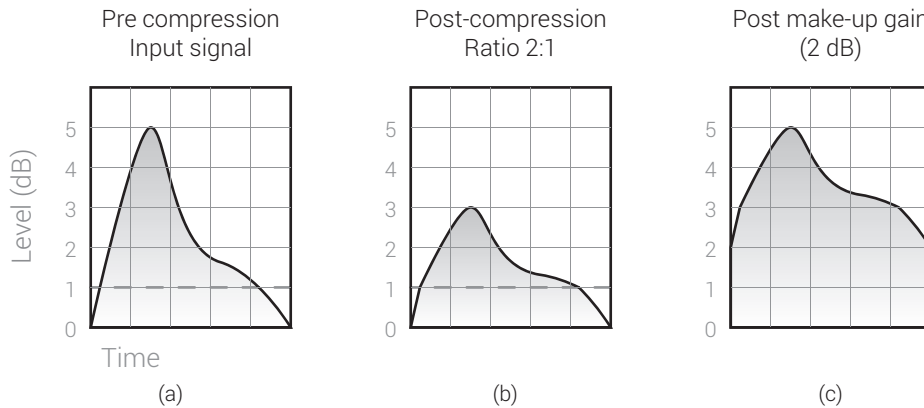 Pre compression
Input signal
Post-compression
Ratio 2:1
Post make-up gain
(2 dB)
Level (dB)
5
4
3
2
1
0
5
4
3
2
1
0
5
4
3
2
1
0
Time
(a)
(b)
(c)